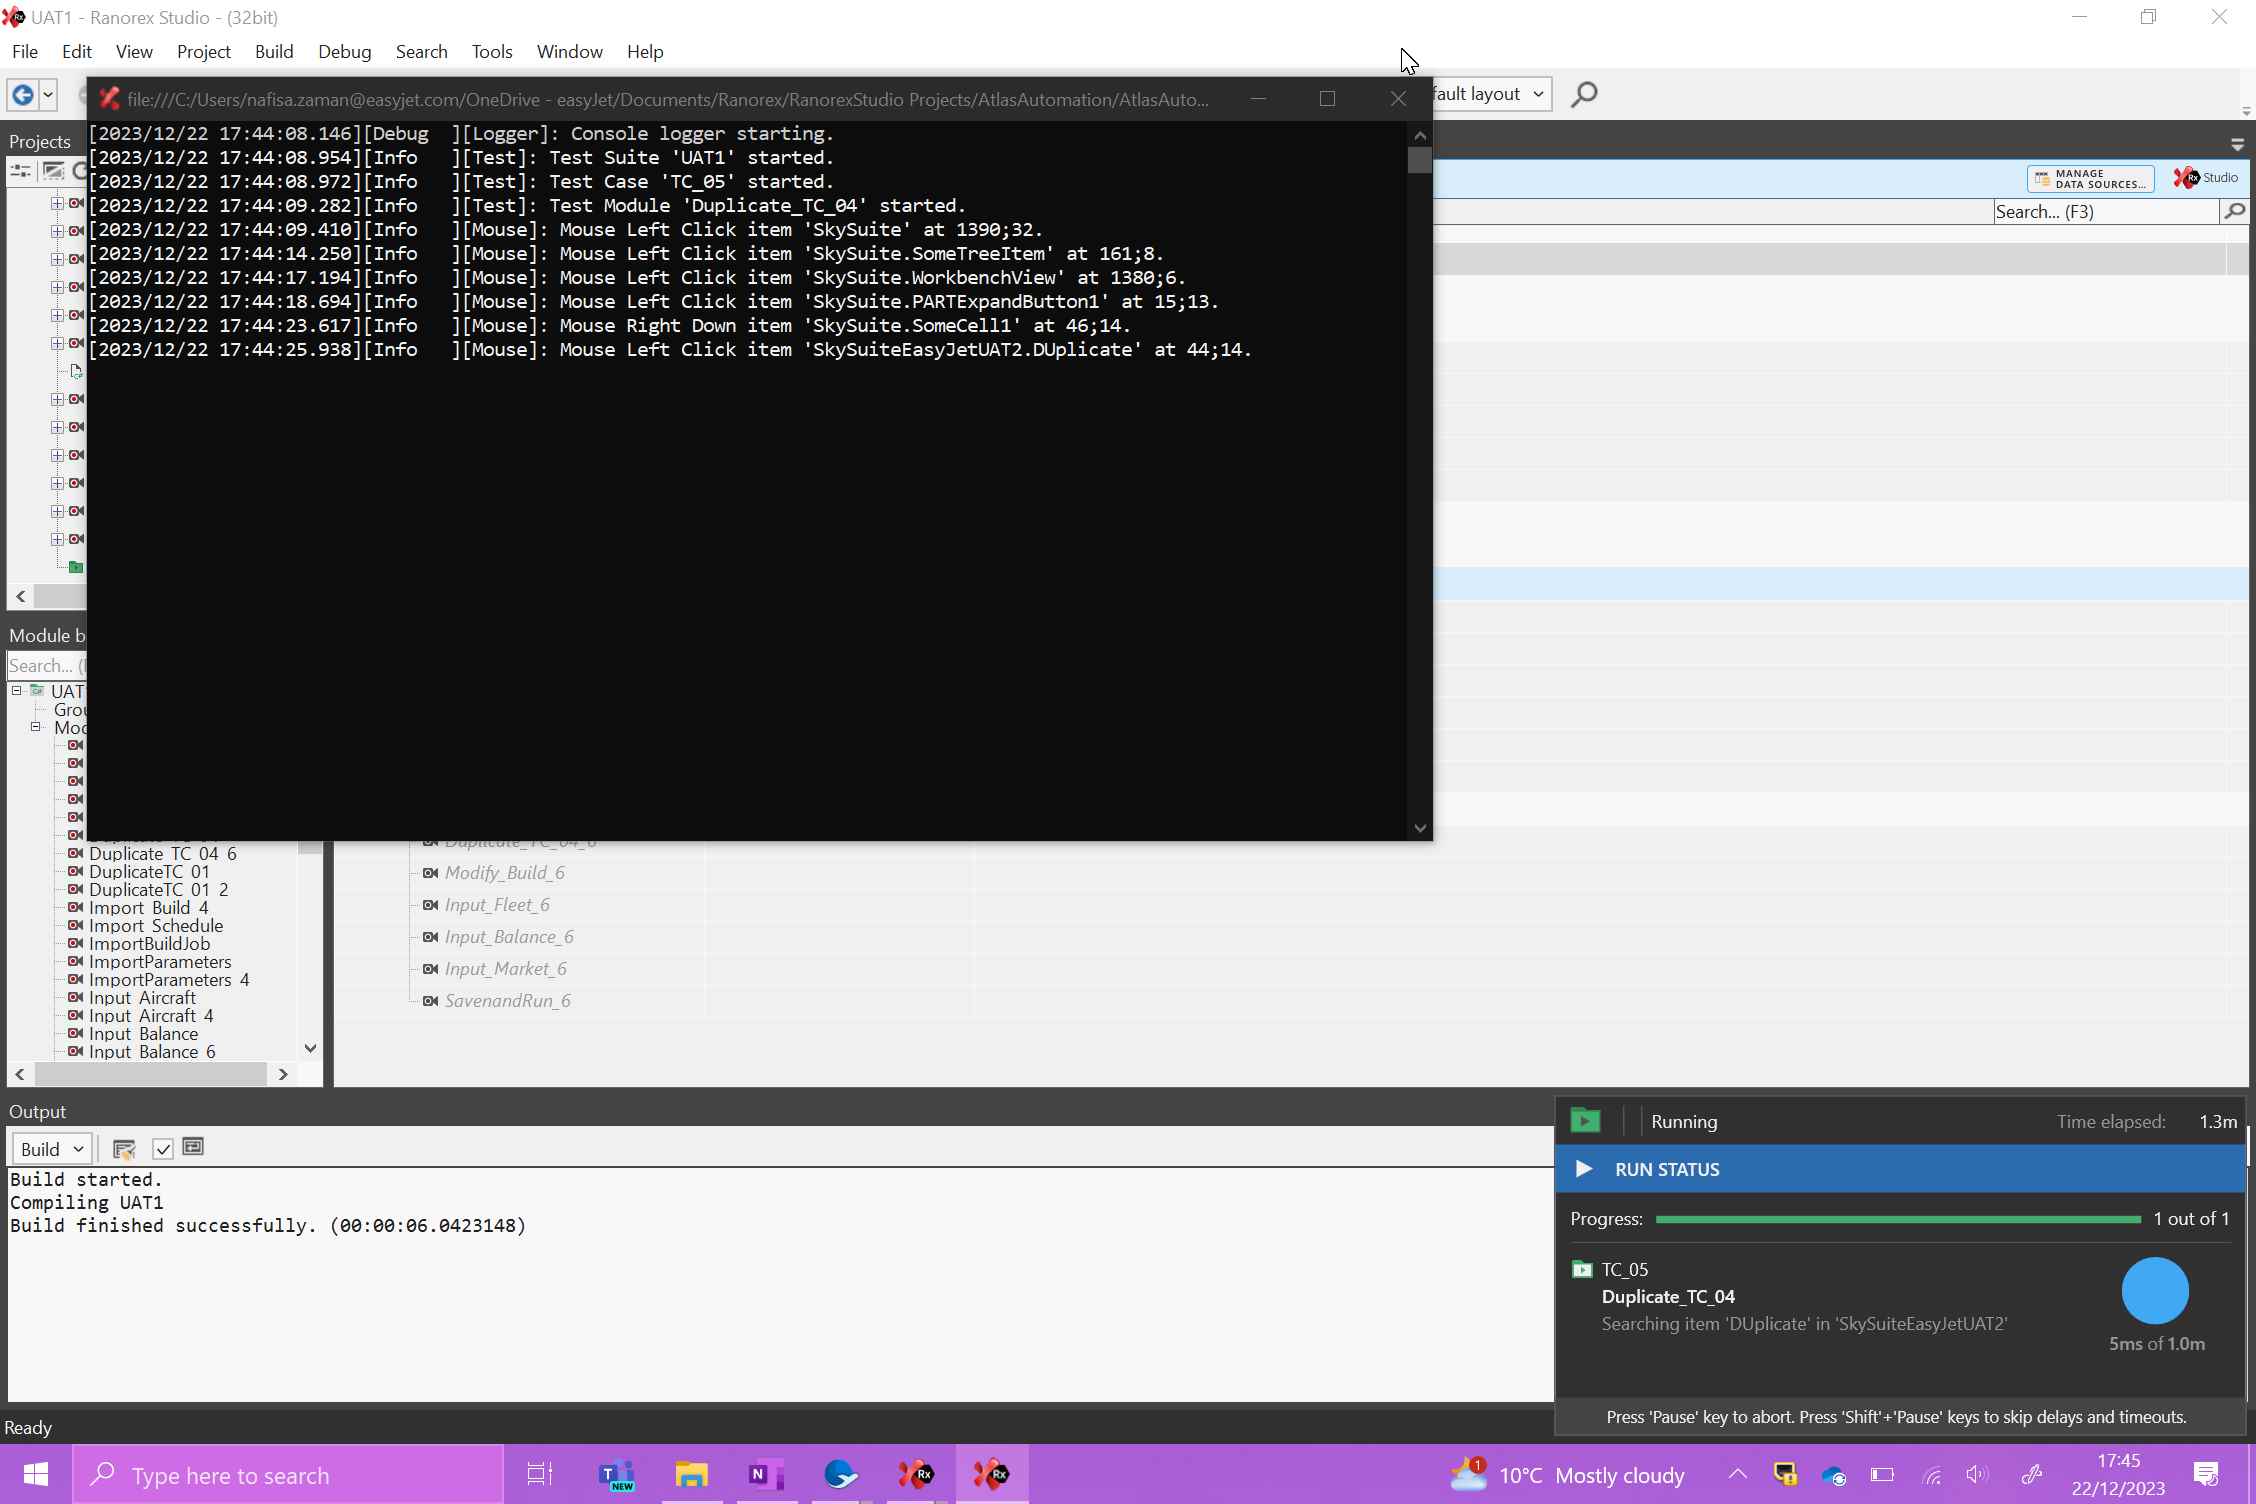 UAT1 - Ranorex Studio - (32bit)
File Edit View Project Build Debug Search Tools Window Help
file:///C:/Users/nafisa.zaman@easyjet.com/OneDrive - easyJet/Documents/Ranorex/RanorexStudio Projects/AtlasAutomation/AtlasAuto...
fault layout
Projects
[2023/12/22 17:44:08.146][Debug ][Logger]: Console logger starting.
[2023/12/22 17:44:08.954][Info ][Test]: Test Suite 'UAT1' started.
[2023/12/22 17:44:08.972][Info ][Test]: Test Case 'TC_05' started.
[2023/12/22 17:44:09.282][Info ][Test]: Test Module 'Duplicate_TC_04' started.
[2023/12/22 17:44:09.410][Info ][Mouse]: Mouse Left Click item 'SkySuite' at 1390;32.
[2023/12/22 17:44:14.250][Info ][Mouse]: Mouse Left Click item 'SkySuite.SomeTreeItem' at 161;8.
[2023/12/22 17:44:17.194][Info ][Mouse]: Mouse Left Click item 'SkySuite.WorkbenchView' at 1380;6.
[2023/12/22 17:44:18.694][Info ][Mouse]: Mouse Left Click item 'SkySuite.PARTExpandButton1' at 15;13.
[2023/12/22 17:44:23.617][Info ][Mouse]: Mouse Right Down item 'SkySuite.SomeCell1' at 46;14.
[2023/12/22 17:44:25.938][Info ][Mouse]: Mouse Left Click item 'SkySuiteEasyJetUAT2.DUplicate' at 44;14.
MANAGE
DATA SOURCES...
Rx Studio
Search... (F3)
Module b
Search... (
UAT
Grou
Mod
Duplicate TC 04 6
DuplicateTC 01
DuplicateTC 01 2
Import Build 4
Import Schedule
ImportBuildJob
ImportParameters
ImportParameters 4
Input Aircraft
Input Aircraft 4
Input Balance
Input Balance 6
Duplicate_TC_04_6
Modify_Build_6
Input_Fleet_6
Input_Balance_6
Input_Market_6
SavenandRun_6
Output
Build
Build started.
Compiling UAT1
Build finished successfully. (00:00:06.0423148)
Running Time elapsed: 1.3m
RUN STATUS
Progress: 1 out of 1
TC_05
Duplicate_TC_04
Searching item 'DUplicate' in 'SkySuiteEasyJetUAT2'
5ms of 1.0m
Press 'Pause' key to abort. Press 'Shift'+'Pause' keys to skip delays and timeouts.
Ready
Type here to search
T
NEW
N
Rx
Rx
1
10°C Mostly cloudy
17:45
22/12/2023